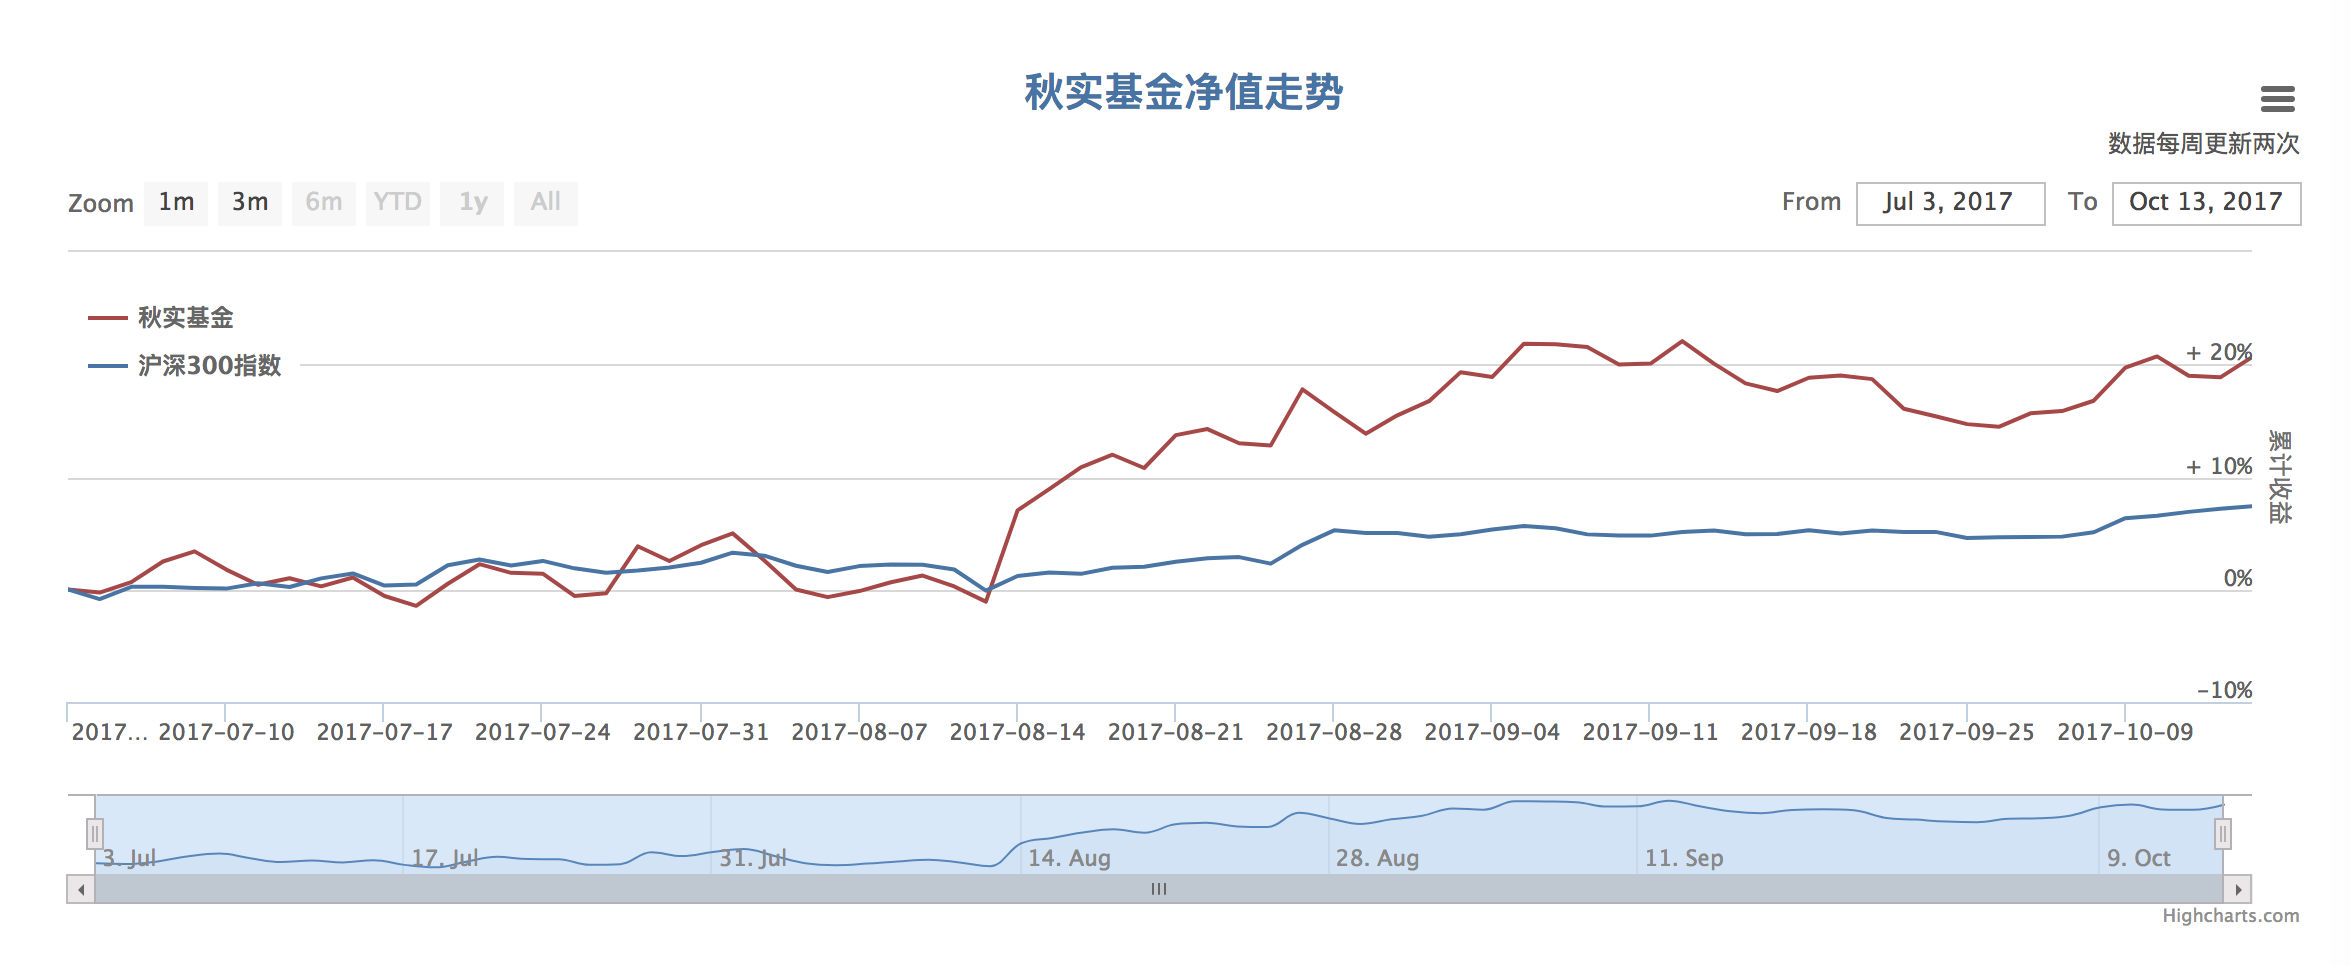 秋实基金净值走势
数据每周更新两次
Zoom 1m 3m 6m YTD 1y All From Jul 3, 2017 To Oct 13, 2017
秋实基金
沪深300指数
+ 20%
+ 10%
0%
-10%
累计收益
2017... 2017-07-10 2017-07-17 2017-07-24 2017-07-31 2017-08-07 2017-08-14 2017-08-21 2017-08-28 2017-09-04 2017-09-11 2017-09-18 2017-09-25 2017-10-09
3. Jul 17. Jul 31. Jul 14. Aug 28. Aug 11. Sep 9. Oct
Highcharts.com